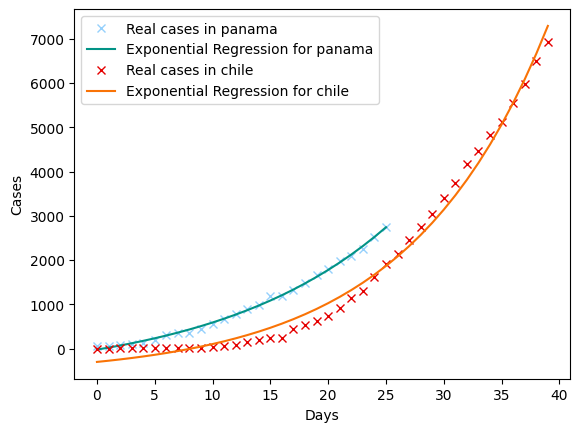 Real cases in panama
Exponential Regression for panama
Real cases in chile
Exponential Regression for chile
7000
6000
5000
4000
3000
2000
1000
0
Cases
0 5 10 15 20 25 30 35 40
Days